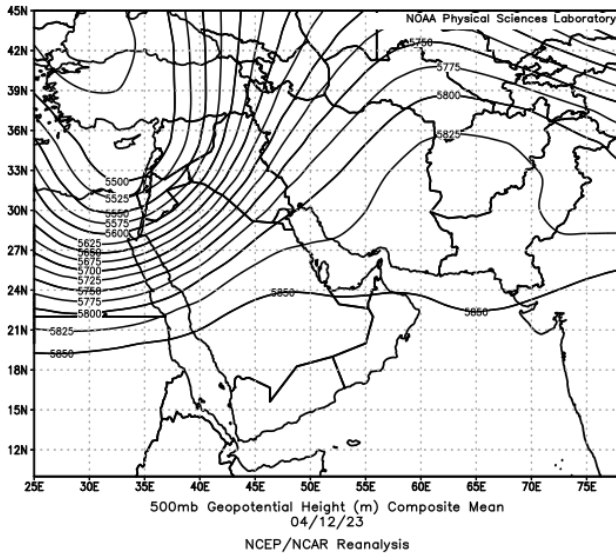 NOAA Physical Sciences Laboratory
45N
42N
39N
36N
33N
30N
27N
24N
21N
18N
15N
12N
5750
5775
5800
5825
5500
5525
5550
5575
5600
5625
5650
5675
5700
5725
5750
5775
5800
5825
5850
5850
5850
25E 30E 35E 40E 45E 50E 55E 60E 65E 70E 75E
500mb Geopotential Height (m) Composite Mean
04/12/23
NCEP/NCAR Reanalysis